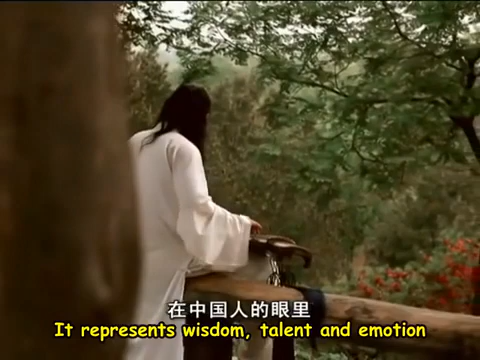 在中国人的眼里
It represents wisdom, talent and emotion